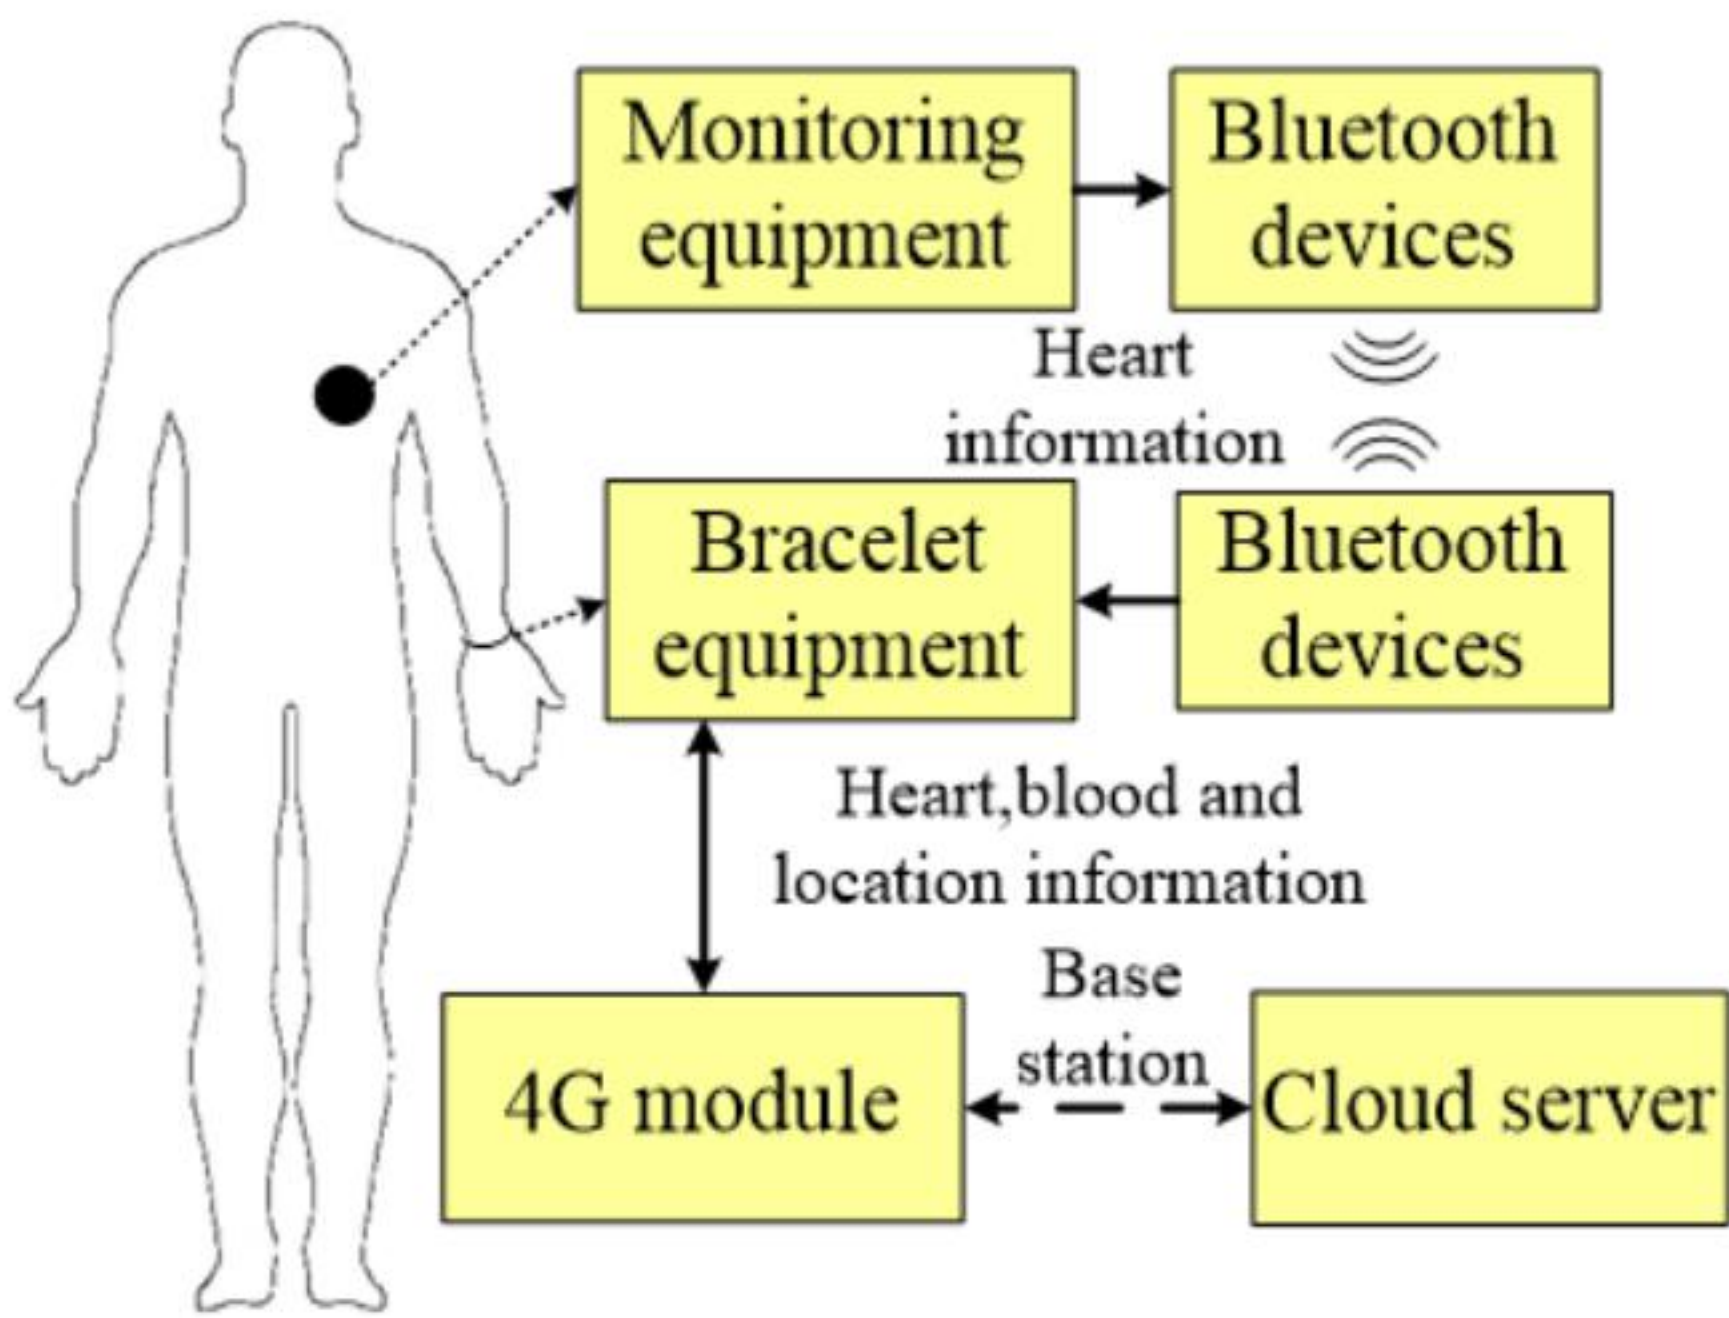 Monitoring
equipment
Bluetooth
devices
Heart
information
Bracelet
equipment
Bluetooth
devices
Heart,blood and
location information
Base
station
4G module
Cloud server